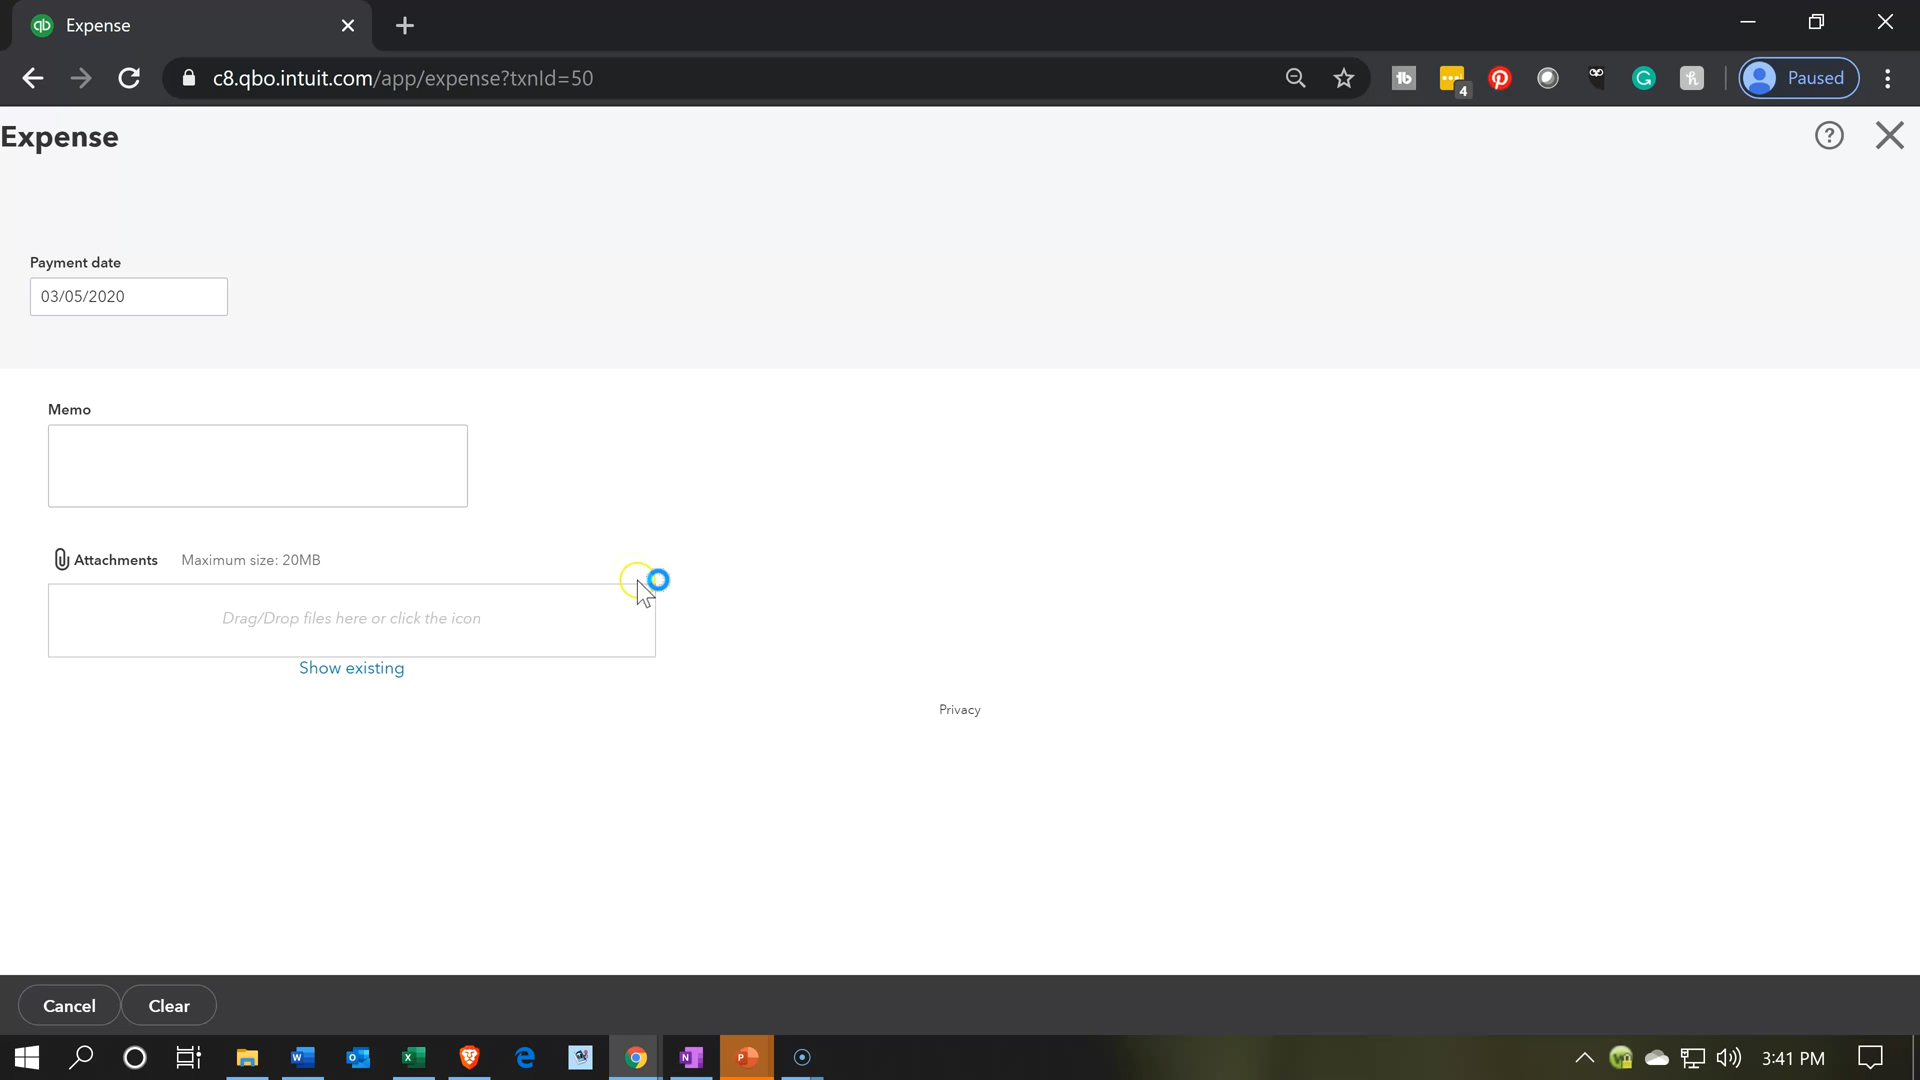 Expense
c8.qbo.intuit.com/app/expense?txnId=50
4
Paused
Expense
Payment date
03/05/2020
Memo
Attachments Maximum size: 20MB
Drag/Drop files here or click the icon
Show existing
Privacy
Cancel Clear
3:41 PM